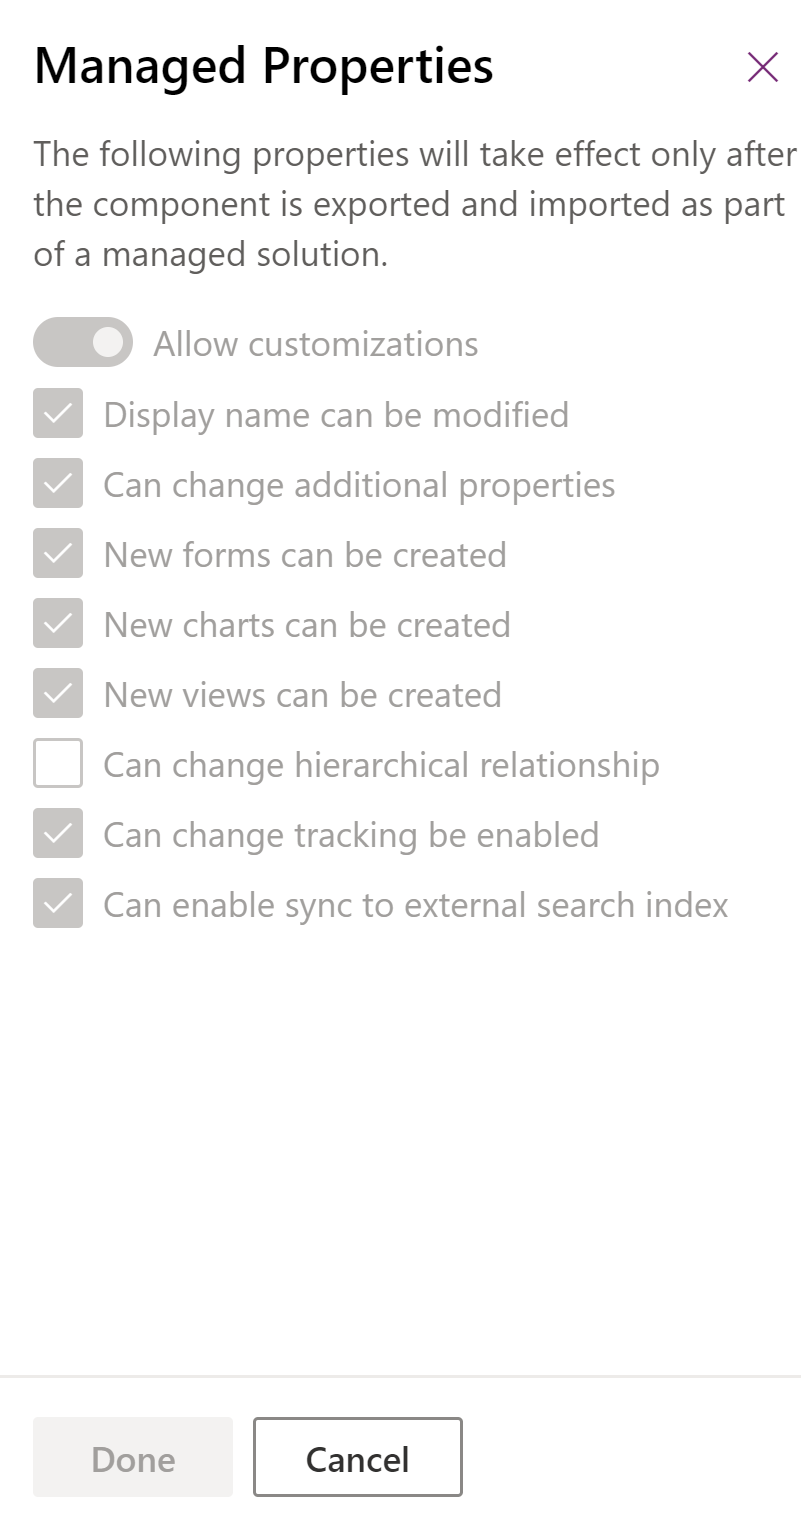 Managed Properties
The following properties will take effect only after
the component is exported and imported as part
of a managed solution.
Allow customizations
Display name can be modified
Can change additional properties
New forms can be created
New charts can be created
New views can be created
Can change hierarchical relationship
Can change tracking be enabled
Can enable sync to external search index
Done
Cancel